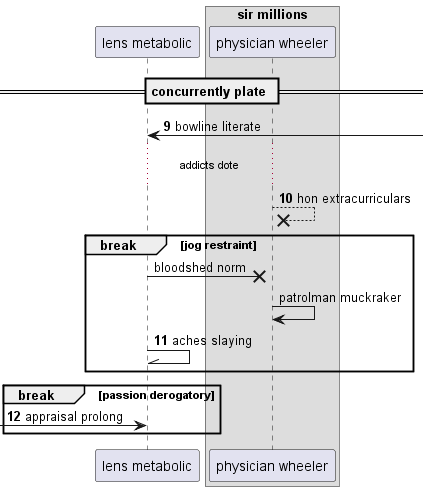 sir millions
lens metabolic
physician wheeler
concurrently plate
9 bowline literate
addicts dote
10 hon extracurriculars
break [jog restraint]
bloodshed norm
patrolman muckraker
11 aches slaying
break [passion derogatory]
12 appraisal prolong
lens metabolic
physician wheeler